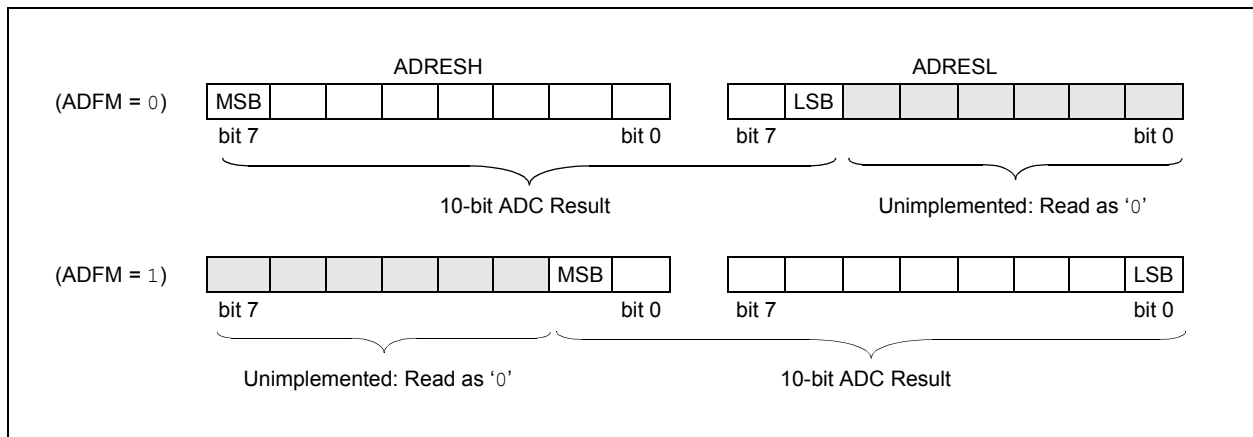 ADRESH ADRESL
(ADFM = 0) MSB LSB
bit 7 bit 0 bit 7 bit 0
10-bit ADC Result Unimplemented: Read as ‘0’
(ADFM = 1) MSB LSB
bit 7 bit 0 bit 7 bit 0
Unimplemented: Read as ‘0’ 10-bit ADC Result